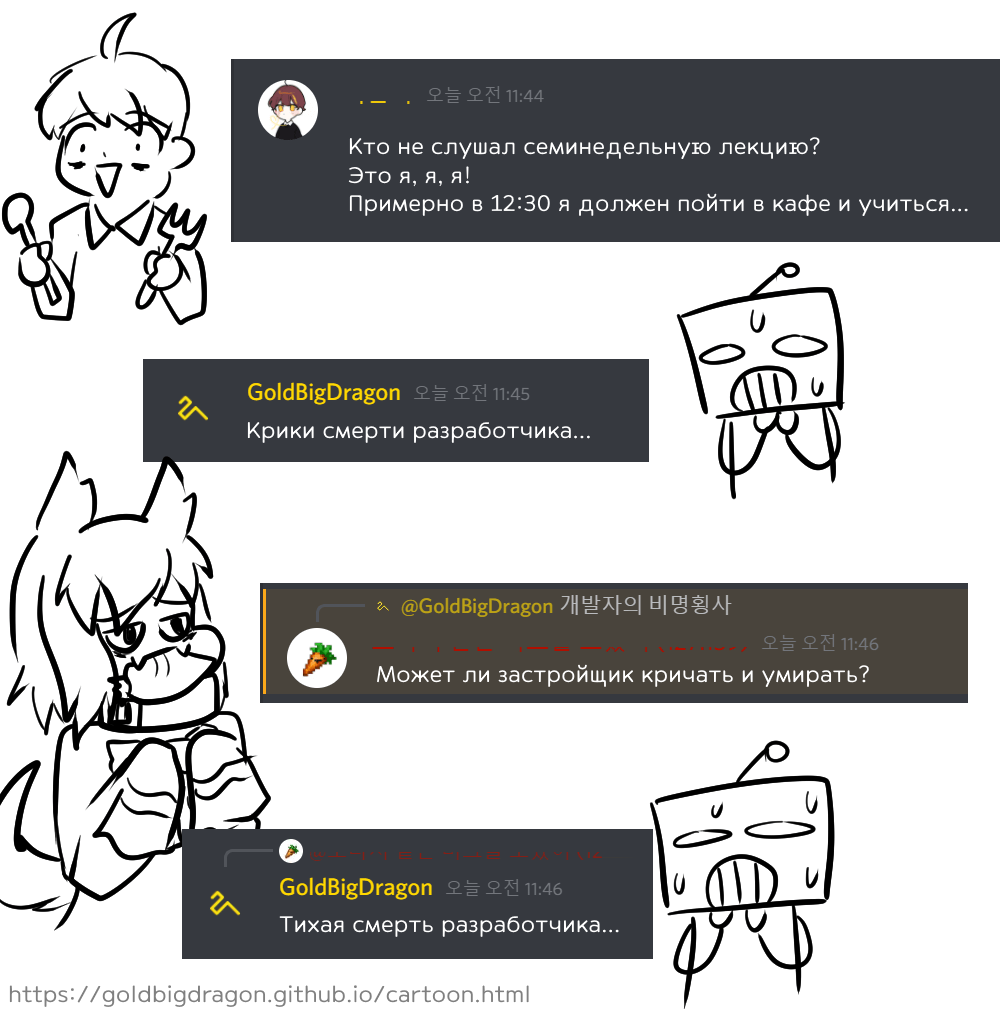 오늘 오전 11:44
Кто не слушал семинедельную лекцию?
Это я, я, я!
Примерно в 12:30 я должен пойти в кафе и учиться...
GoldBigDragon 오늘 오전 11:45
Крики смерти разработчика...
@GoldBigDragon 개발자의 비명횡사
오늘 오전 11:46
Может ли застройщик кричать и умирать?
GoldBigDragon 오늘 오전 11:46
Тихая смерть разработчика...
https://goldbigdragon.github.io/cartoon.html